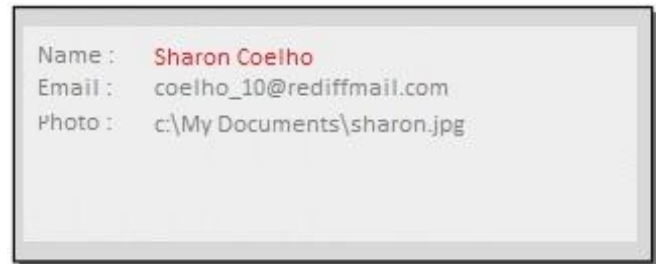 Name : Sharon Coelho
Email : coelho_10@rediffmail.com
Photo : c:\My Documents\sharon.jpg